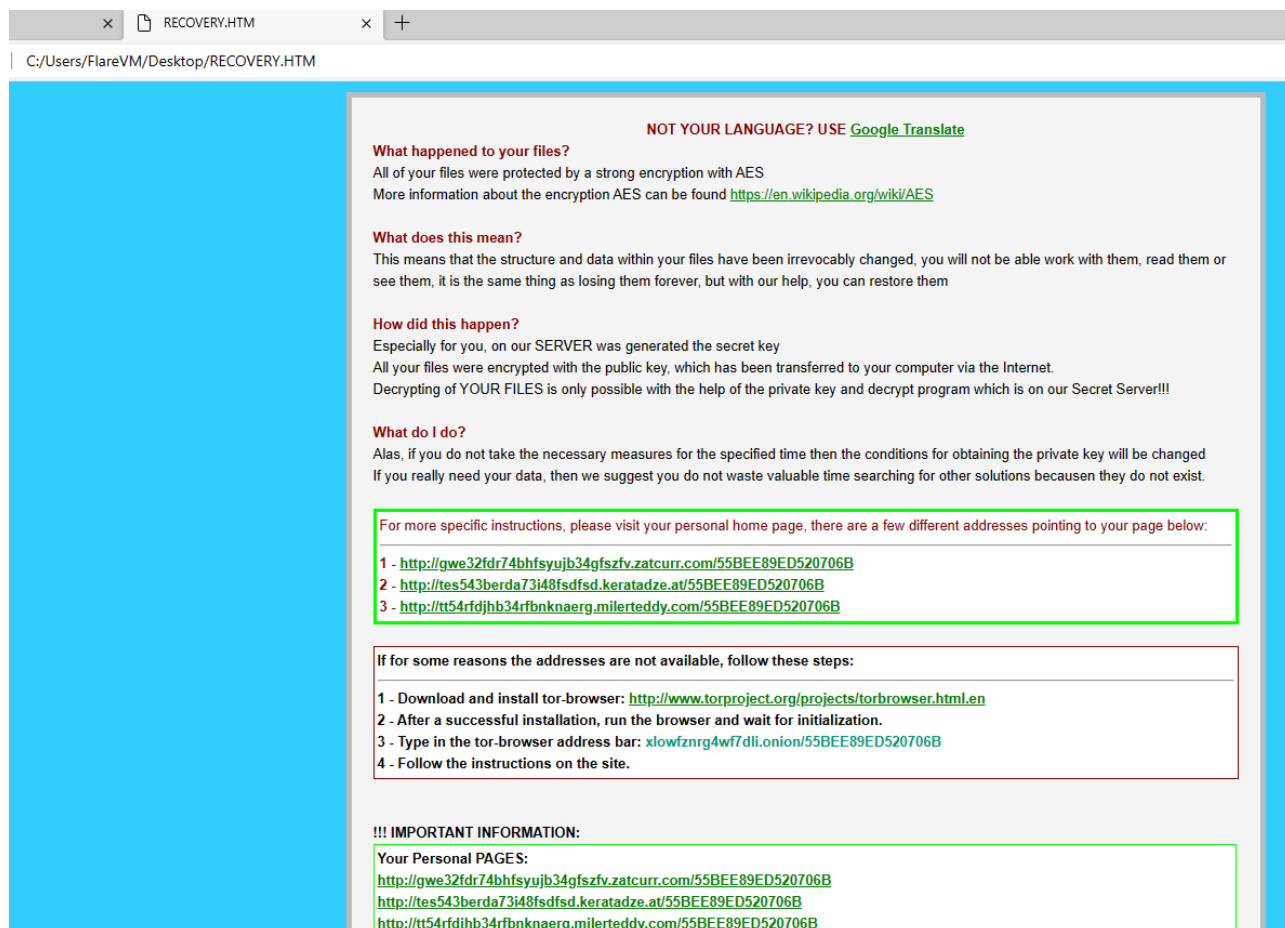 RECOVERY.HTM
C:/Users/FlareVM/Desktop/RECOVERY.HTM
NOT YOUR LANGUAGE? USE Google Translate
What happened to your files?
All of your files were protected by a strong encryption with AES
More information about the encryption AES can be found https://en.wikipedia.org/wiki/AES
What does this mean?
This means that the structure and data within your files have been irrevocably changed, you will not be able work with them, read them or
see them, it is the same thing as losing them forever, but with our help, you can restore them
How did this happen?
Especially for you, on our SERVER was generated the secret key
All your files were encrypted with the public key, which has been transferred to your computer via the Internet.
Decrypting of YOUR FILES is only possible with the help of the private key and decrypt program which is on our Secret Server!!!
What do I do?
Alas, if you do not take the necessary measures for the specified time then the conditions for obtaining the private key will be changed
If you really need your data, then we suggest you do not waste valuable time searching for other solutions becausen they do not exist.
For more specific instructions, please visit your personal home page, there are a few different addresses pointing to your page below:
1 - http://gwe32fdr74bhfsyujb34gfszfv.zatcurr.com/55BEE89ED520706B
2 - http://tes543berda73i48fsdfsd.keratadze.at/55BEE89ED520706B
3 - http://tt54rfdjhb34rfbnknaerg.milerteddy.com/55BEE89ED520706B
If for some reasons the addresses are not available, follow these steps:
1 - Download and install tor-browser: http://www.torproject.org/projects/torbrowser.html.en
2 - After a successful installation, run the browser and wait for initialization.
3 - Type in the tor-browser address bar: xlowfznrg4wf7dli.onion/55BEE89ED520706B
4 - Follow the instructions on the site.
!!! IMPORTANT INFORMATION:
Your Personal PAGES:
http://gwe32fdr74bhfsyujb34gfszfv.zatcurr.com/55BEE89ED520706B
http://tes543berda73i48fsdfsd.keratadze.at/55BEE89ED520706B
http://tt54rfdjhb34rfbnknaerg.milerteddy.com/55BEE89ED520706B